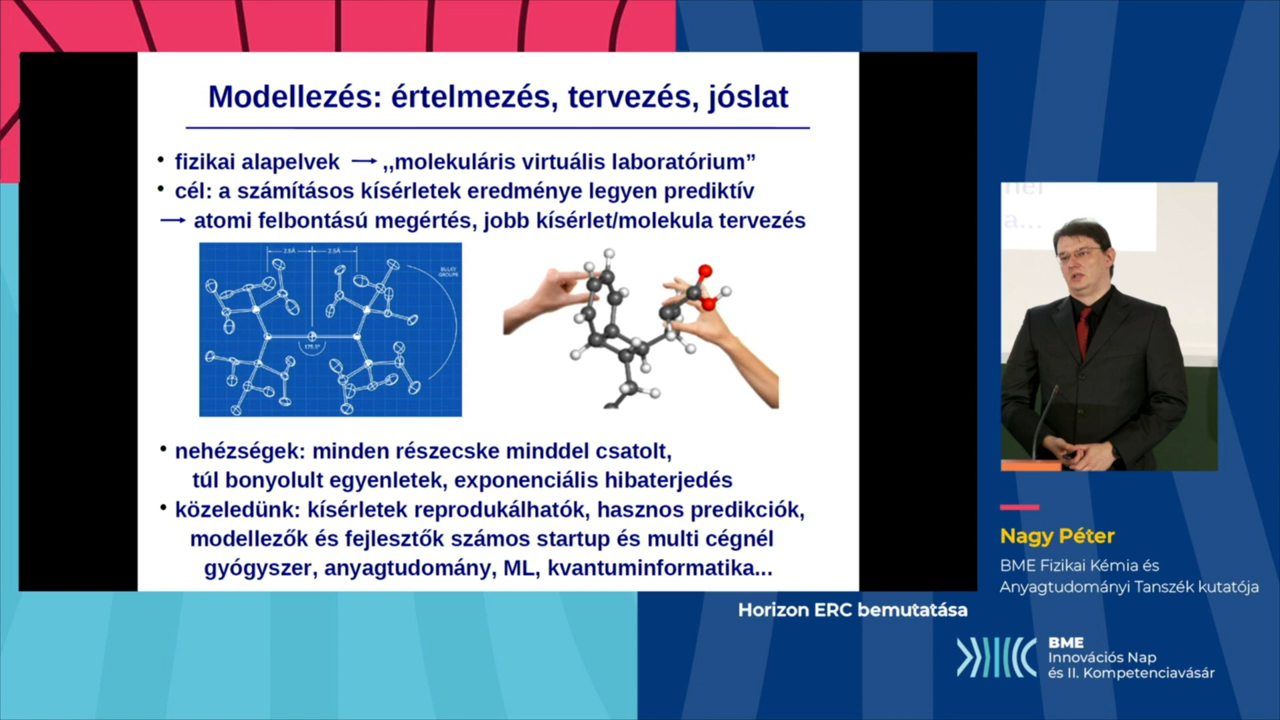 Modellezés: értelmezés, tervezés, jóslat
• fizikai alapelvek → ,,molekuláris virtuális laboratórium”
• cél: a számításos kísérletek eredménye legyen prediktív
→ atomi felbontású megértés, jobb kísérlet/molekula tervezés
• nehézségek: minden részecske minddel csatolt,
túl bonyolult egyenletek, exponenciális hibaterjedés
• közeledünk: kísérletek reprodukálhatók, hasznos predikciók,
modellezők és fejlesztők számos startup és multi cégnél
gyógyszer, anyagtudomány, ML, kvantuminformatika...
a...
Nagy Péter
BME Fizikai Kémia és
Anyagtudományi Tanszék kutatója
Horizon ERC bemutatása
BME
Innovációs Nap
és II. Kompetenciavásár